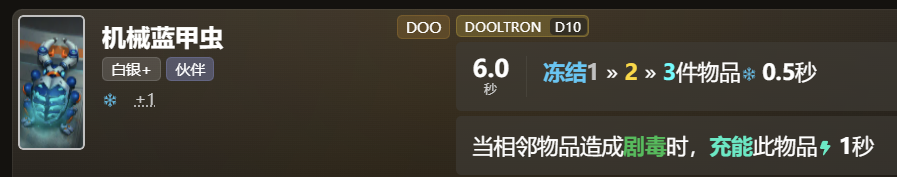 机械蓝甲虫
白银+ 伙伴
+1
DOO
DOOLTRON D10
6.0
秒
冻结1 » 2 » 3件物品 0.5秒
当相邻物品造成剧毒时，充能此物品 1秒